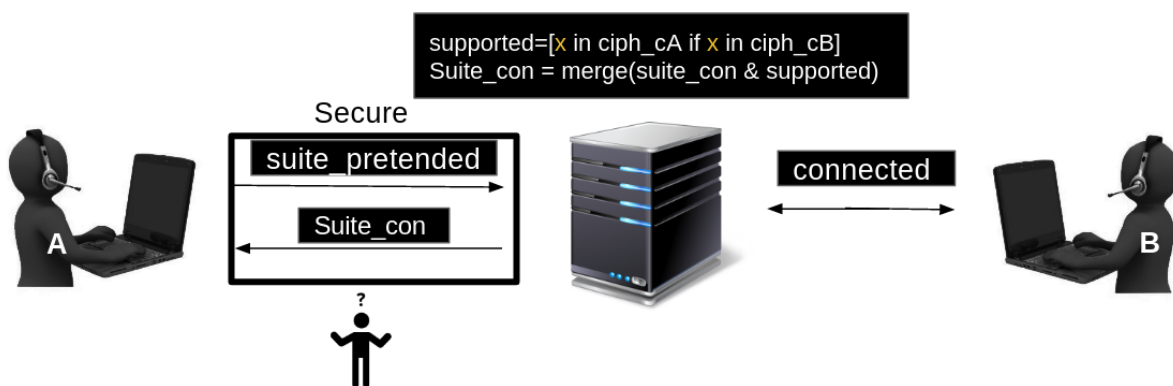 supported=[x in ciph_cA if x in ciph_cB]
Suite_con = merge(suite_con & supported)
Secure
suite_pretended
connected
Suite_con
A
B
?